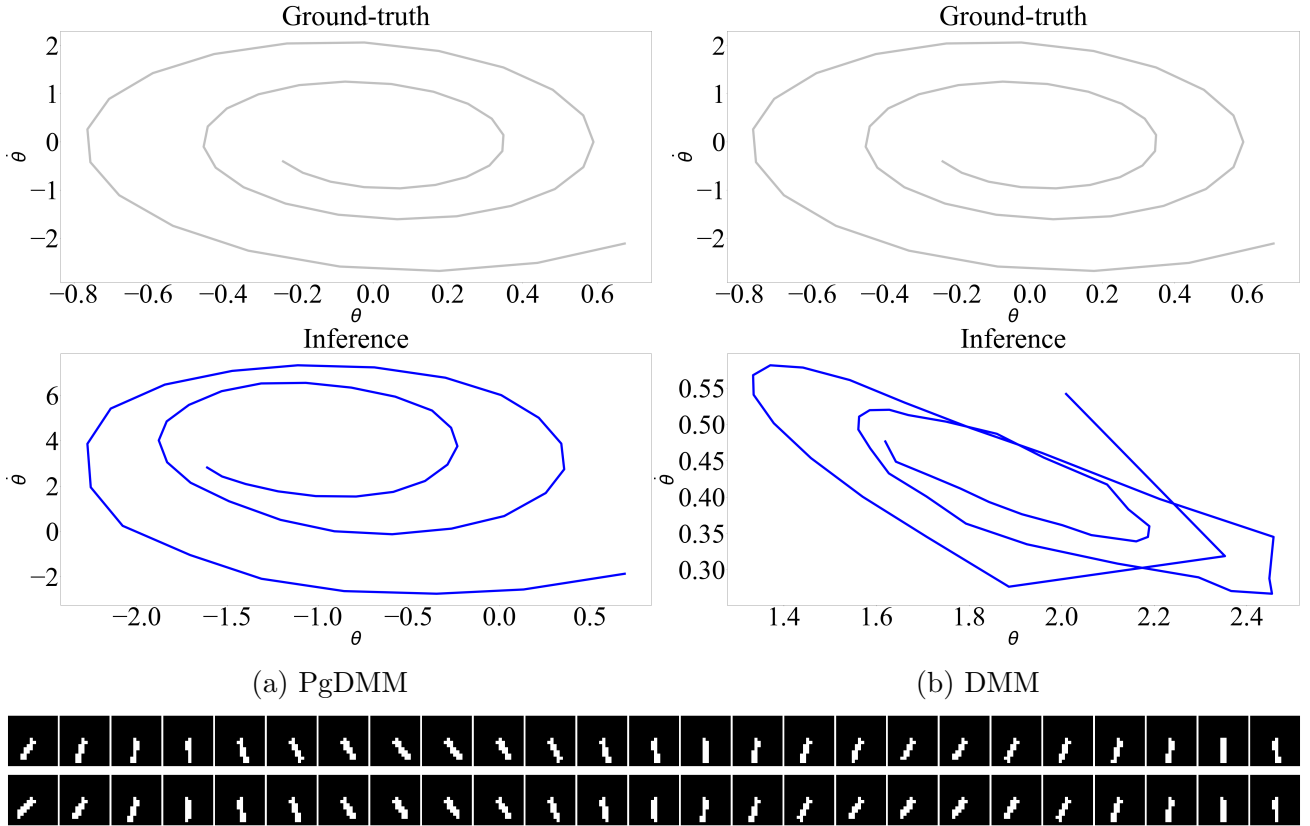 Ground-truth
2
1
0
−1
−2
θ̇
−0.8 −0.6 −0.4 −0.2 0.0 0.2 0.4 0.6
θ
Ground-truth
2
1
0
−1
−2
θ̇
−0.8 −0.6 −0.4 −0.2 0.0 0.2 0.4 0.6
θ
Inference
6
4
2
0
−2
θ̇
−2.0 −1.5 −1.0 −0.5 0.0 0.5
θ
Inference
0.55
0.50
0.45
0.40
0.35
0.30
θ̇
1.4 1.6 1.8 2.0 2.2 2.4
θ
(a) PgDMM
(b) DMM